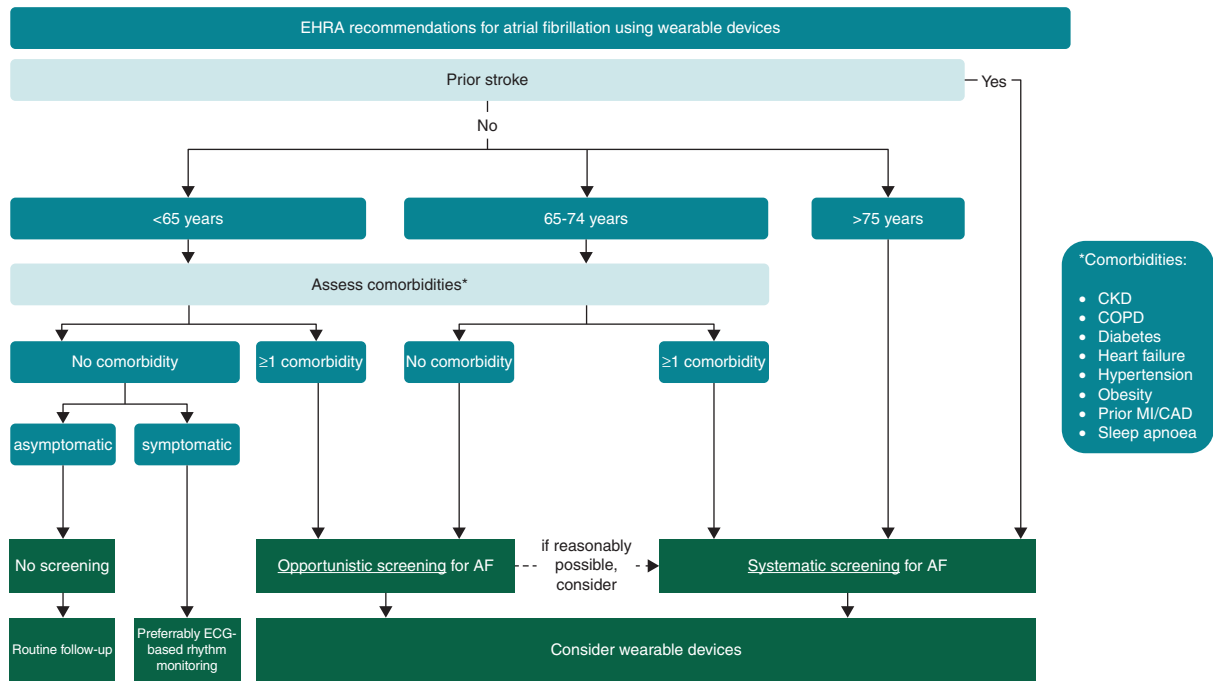 EHRA recommendations for atrial fibrillation using wearable devices
Prior stroke
Yes
No
<65 years
65-74 years
>75 years
Assess comorbidities*
No comorbidity
≥1 comorbidity
No comorbidity
≥1 comorbidity
asymptomatic
symptomatic
*Comorbidities:
• CKD
• COPD
• Diabetes
• Heart failure
• Hypertension
• Obesity
• Prior MI/CAD
• Sleep apnoea
No screening
Opportunistic screening for AF
if reasonably
possible,
consider
Systematic screening for AF
Routine follow-up
Preferrably ECG-
based rhythm
monitoring
Consider wearable devices